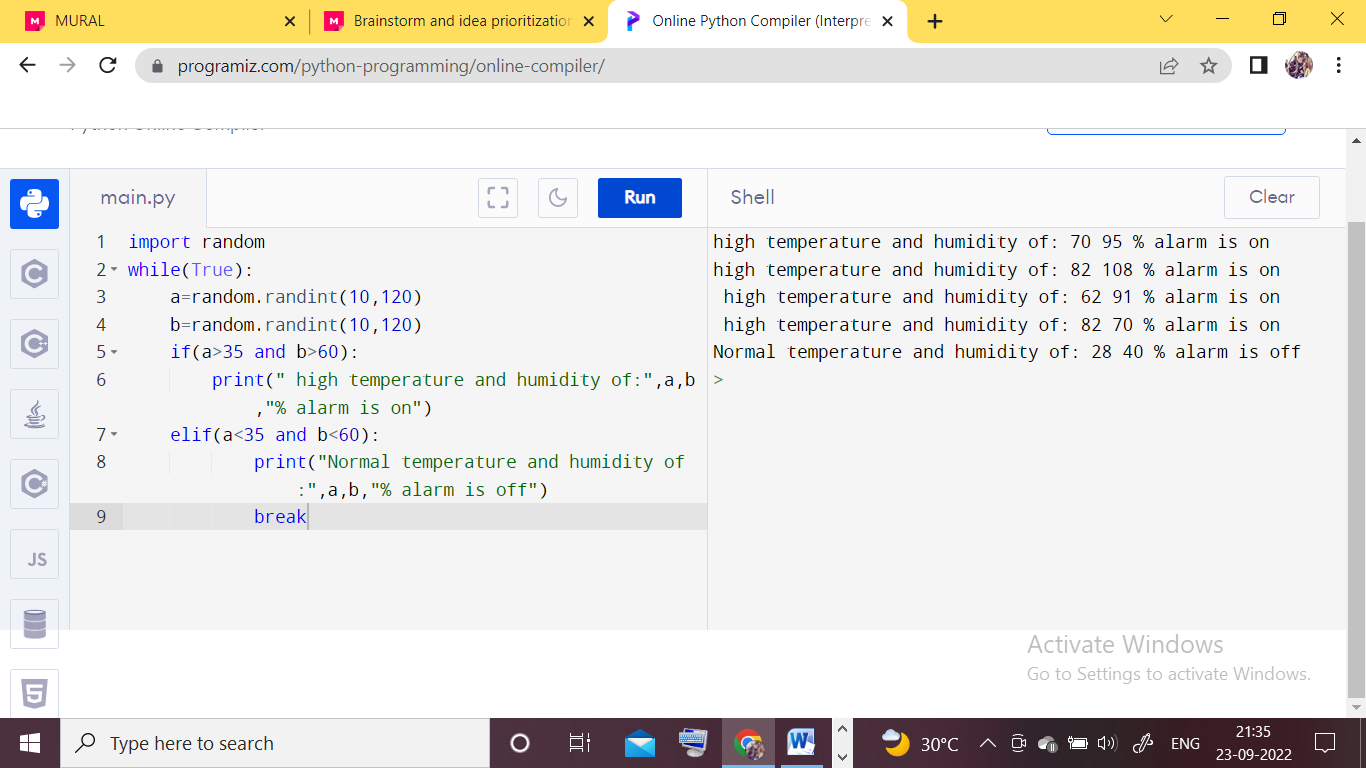 MURAL
Brainstorm and idea prioritization
Online Python Compiler (Interpre
programiz.com/python-programming/online-compiler/
Python Online Compiler
main.py
Run
Shell
Clear
1 import random
2 while(True):
3 a=random.randint(10,120)
4 b=random.randint(10,120)
5 if(a>35 and b>60):
6 print(" high temperature and humidity of:",a,b
,"% alarm is on")
7 elif(a<35 and b<60):
8 print("Normal temperature and humidity of
:",a,b,"% alarm is off")
9 break
high temperature and humidity of: 70 95 % alarm is on
high temperature and humidity of: 82 108 % alarm is on
high temperature and humidity of: 62 91 % alarm is on
high temperature and humidity of: 82 70 % alarm is on
Normal temperature and humidity of: 28 40 % alarm is off
>
JS
Activate Windows
Go to Settings to activate Windows.
Type here to search
30°C
ENG
21:35
23-09-2022